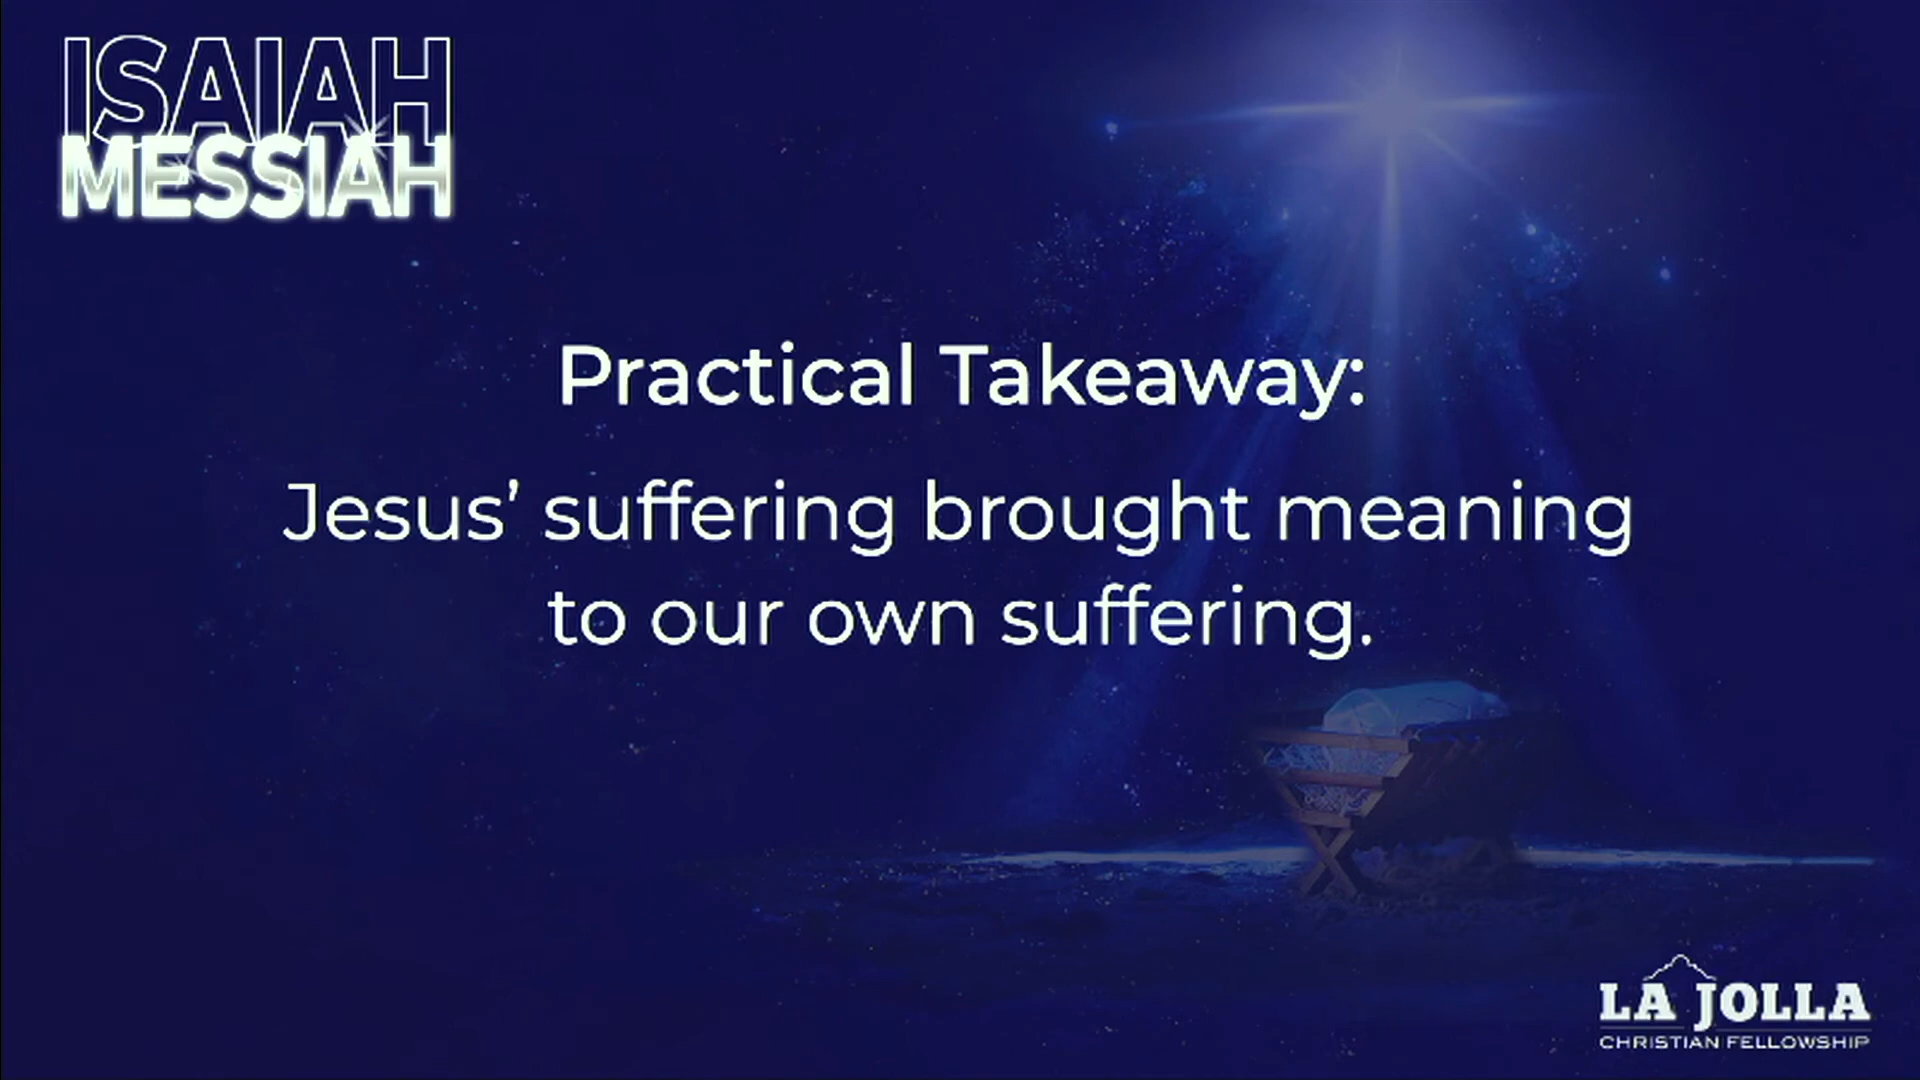 ISAIAH
MESSIAH
Practical Takeaway:
Jesus’ suffering brought meaning
to our own suffering.
LA JOLLA
CHRISTIAN FELLOWSHIP